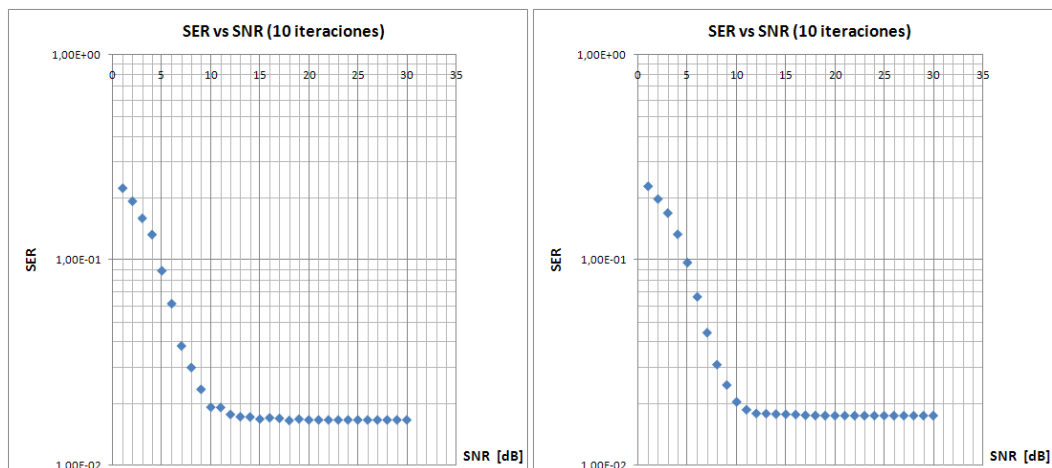 SER vs SNR (10 iteraciones)
1,00E+00
0 5 10 15 20 25 30 35
SER
1,00E-01
1,00E-02
SNR [dB]
SER vs SNR (10 iteraciones)
1,00E+00
0 5 10 15 20 25 30 35
SER
1,00E-01
1,00E-02
SNR [dB]